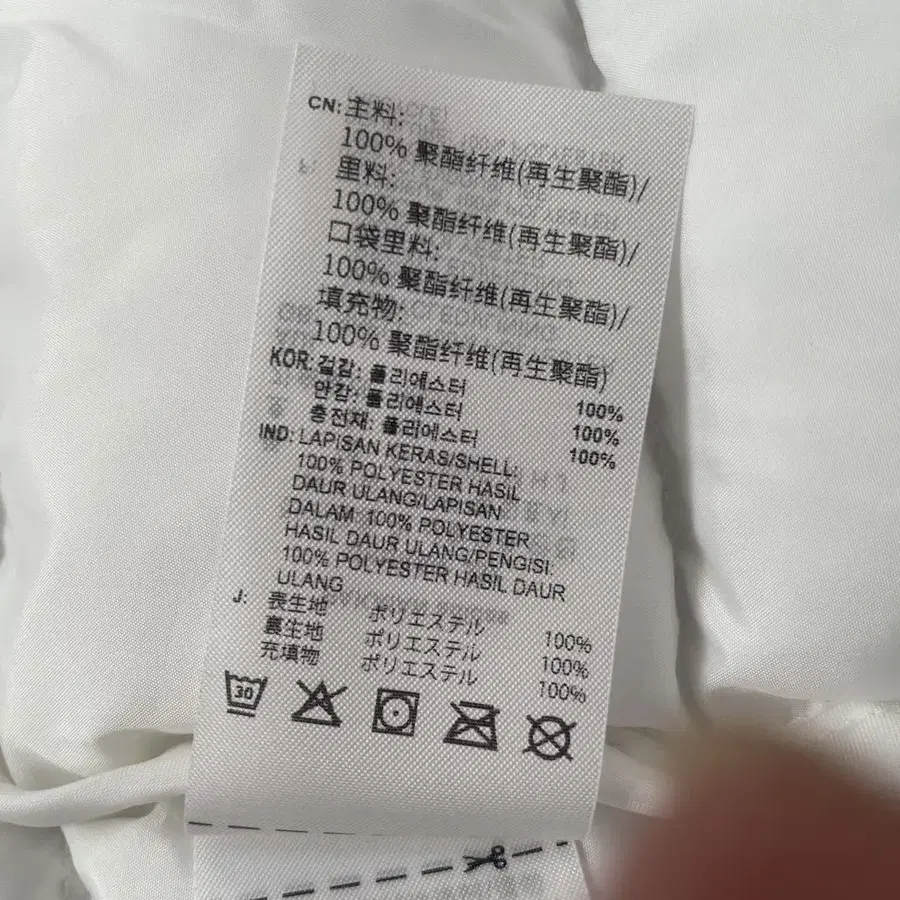 CN: 主料:
100% 聚酯纤维(再生聚酯)/
里料:
100% 聚酯纤维(再生聚酯)/
口袋里料:
100% 聚酯纤维(再生聚酯)/
填充物:
100% 聚酯纤维(再生聚酯)
KOR: 겉감: 폴리에스터 100%
안감: 폴리에스터 100%
충전재: 폴리에스터 100%
IND: LAPISAN KERAS/SHELL:
100% POLYESTER HASIL
DAUR ULANG/LAPISAN
DALAM: 100% POLYESTER
HASIL DAUR ULANG/PENGISI:
100% POLYESTER HASIL DAUR
ULANG
J: 表生地 ポリエステル 100%
裏生地 ポリエステル 100%
充填物 ポリエステル 100%
30